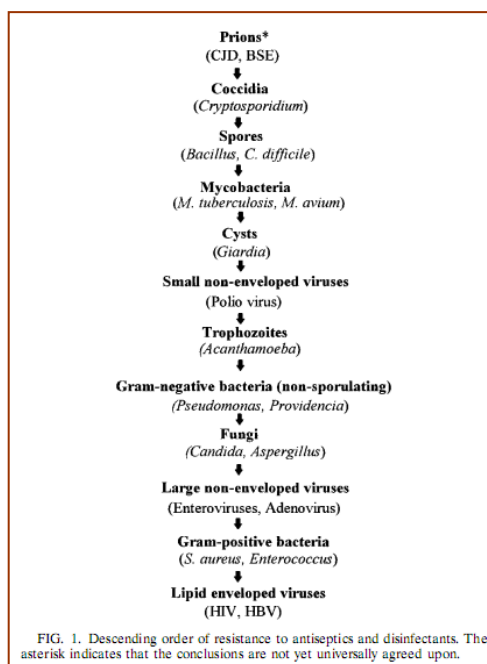 Prions*
(CJD, BSE)
Coccidia
(Cryptosporidium)
Spores
(Bacillus, C. difficile)
Mycobacteria
(M. tuberculosis, M. avium)
Cysts
(Giardia)
Small non-enveloped viruses
(Polio virus)
Trophozoites
(Acanthamoeba)
Gram-negative bacteria (non-sporulating)
(Pseudomonas, Providencia)
Fungi
(Candida, Aspergillus)
Large non-enveloped viruses
(Enteroviruses, Adenovirus)
Gram-positive bacteria
(S. aureus, Enterococcus)
Lipid enveloped viruses
(HIV, HBV)
FIG. 1. Descending order of resistance to antiseptics and disinfectants. The
asterisk indicates that the conclusions are not yet universally agreed upon.